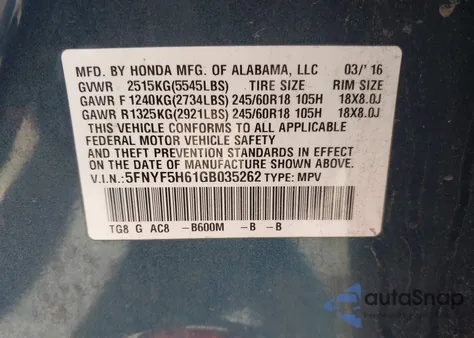 MFD. BY HONDA MFG. OF ALABAMA, LLC 03/'16
GVWR 2515KG(5545LBS) TIRE SIZE RIM SIZE
GAWR F 1240KG(2734LBS) 245/60R18 105H 18X8.0J
GAWR R1325KG(2921LBS) 245/60R18 105H 18X8.0J
THIS VEHICLE CONFORMS TO ALL APPLICABLE
FEDERAL MOTOR VEHICLE SAFETY
AND THEFT PREVENTION STANDARDS IN EFFECT
ON THE DATE OF MANUFACTURE SHOWN ABOVE.
V.I.N.: 5FNYF5H61GB035262 TYPE: MPV
TG8 G AC8 -B600M -B -B
autoSnap